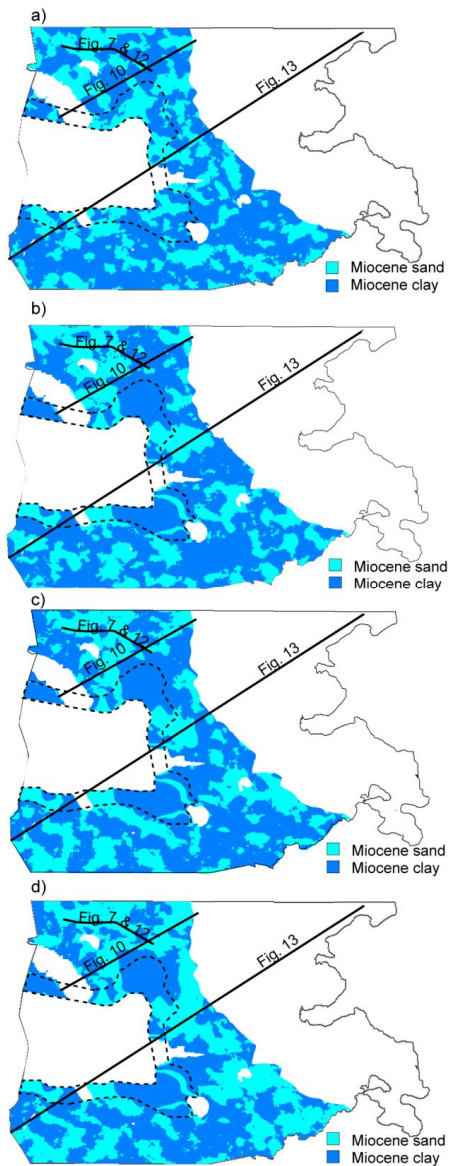 a)
Fig. 7 & 12
Fig. 10
Fig. 13
Miocene sand
Miocene clay
b)
Fig. 7 & 12
Fig. 10
Fig. 13
Miocene sand
Miocene clay
c)
Fig. 7 & 12
Fig. 10
Fig. 13
Miocene sand
Miocene clay
d)
Fig. 7 & 12
Fig. 10
Fig. 13
Miocene sand
Miocene clay